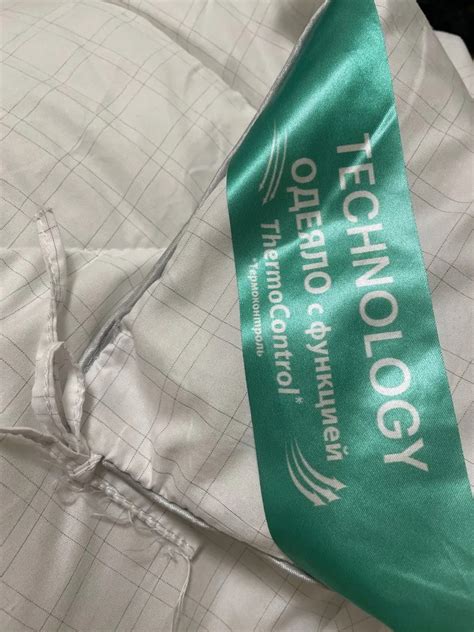 TECHNOLOGY
ОДЕЯЛО с функцией
ThermoControl*
*Термоконтроль